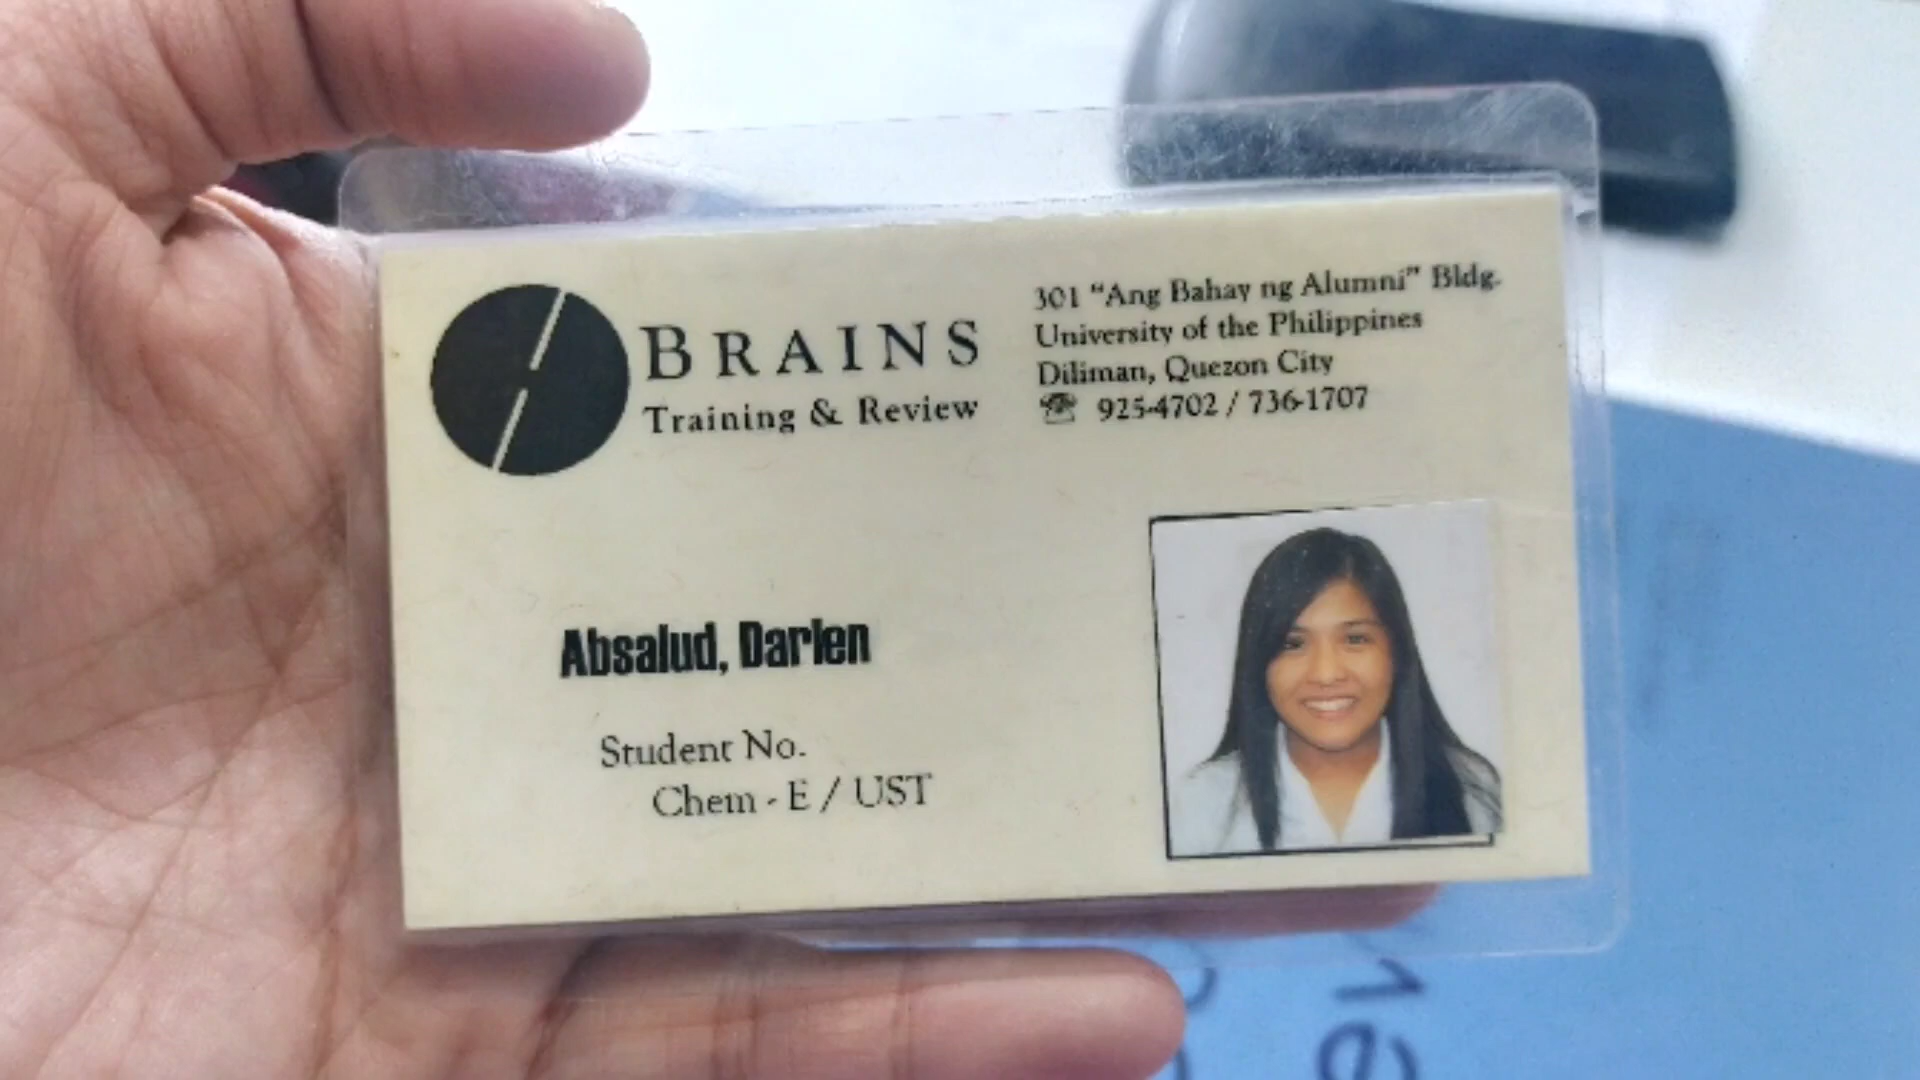 BRAINS
Training & Review
301 "Ang Bahay ng Alumni" Bldg.
University of the Philippines
Diliman, Quezon City
☎ 925-4702 / 736-1707
Absalud, Darlen
Student No.
Chem - E / UST